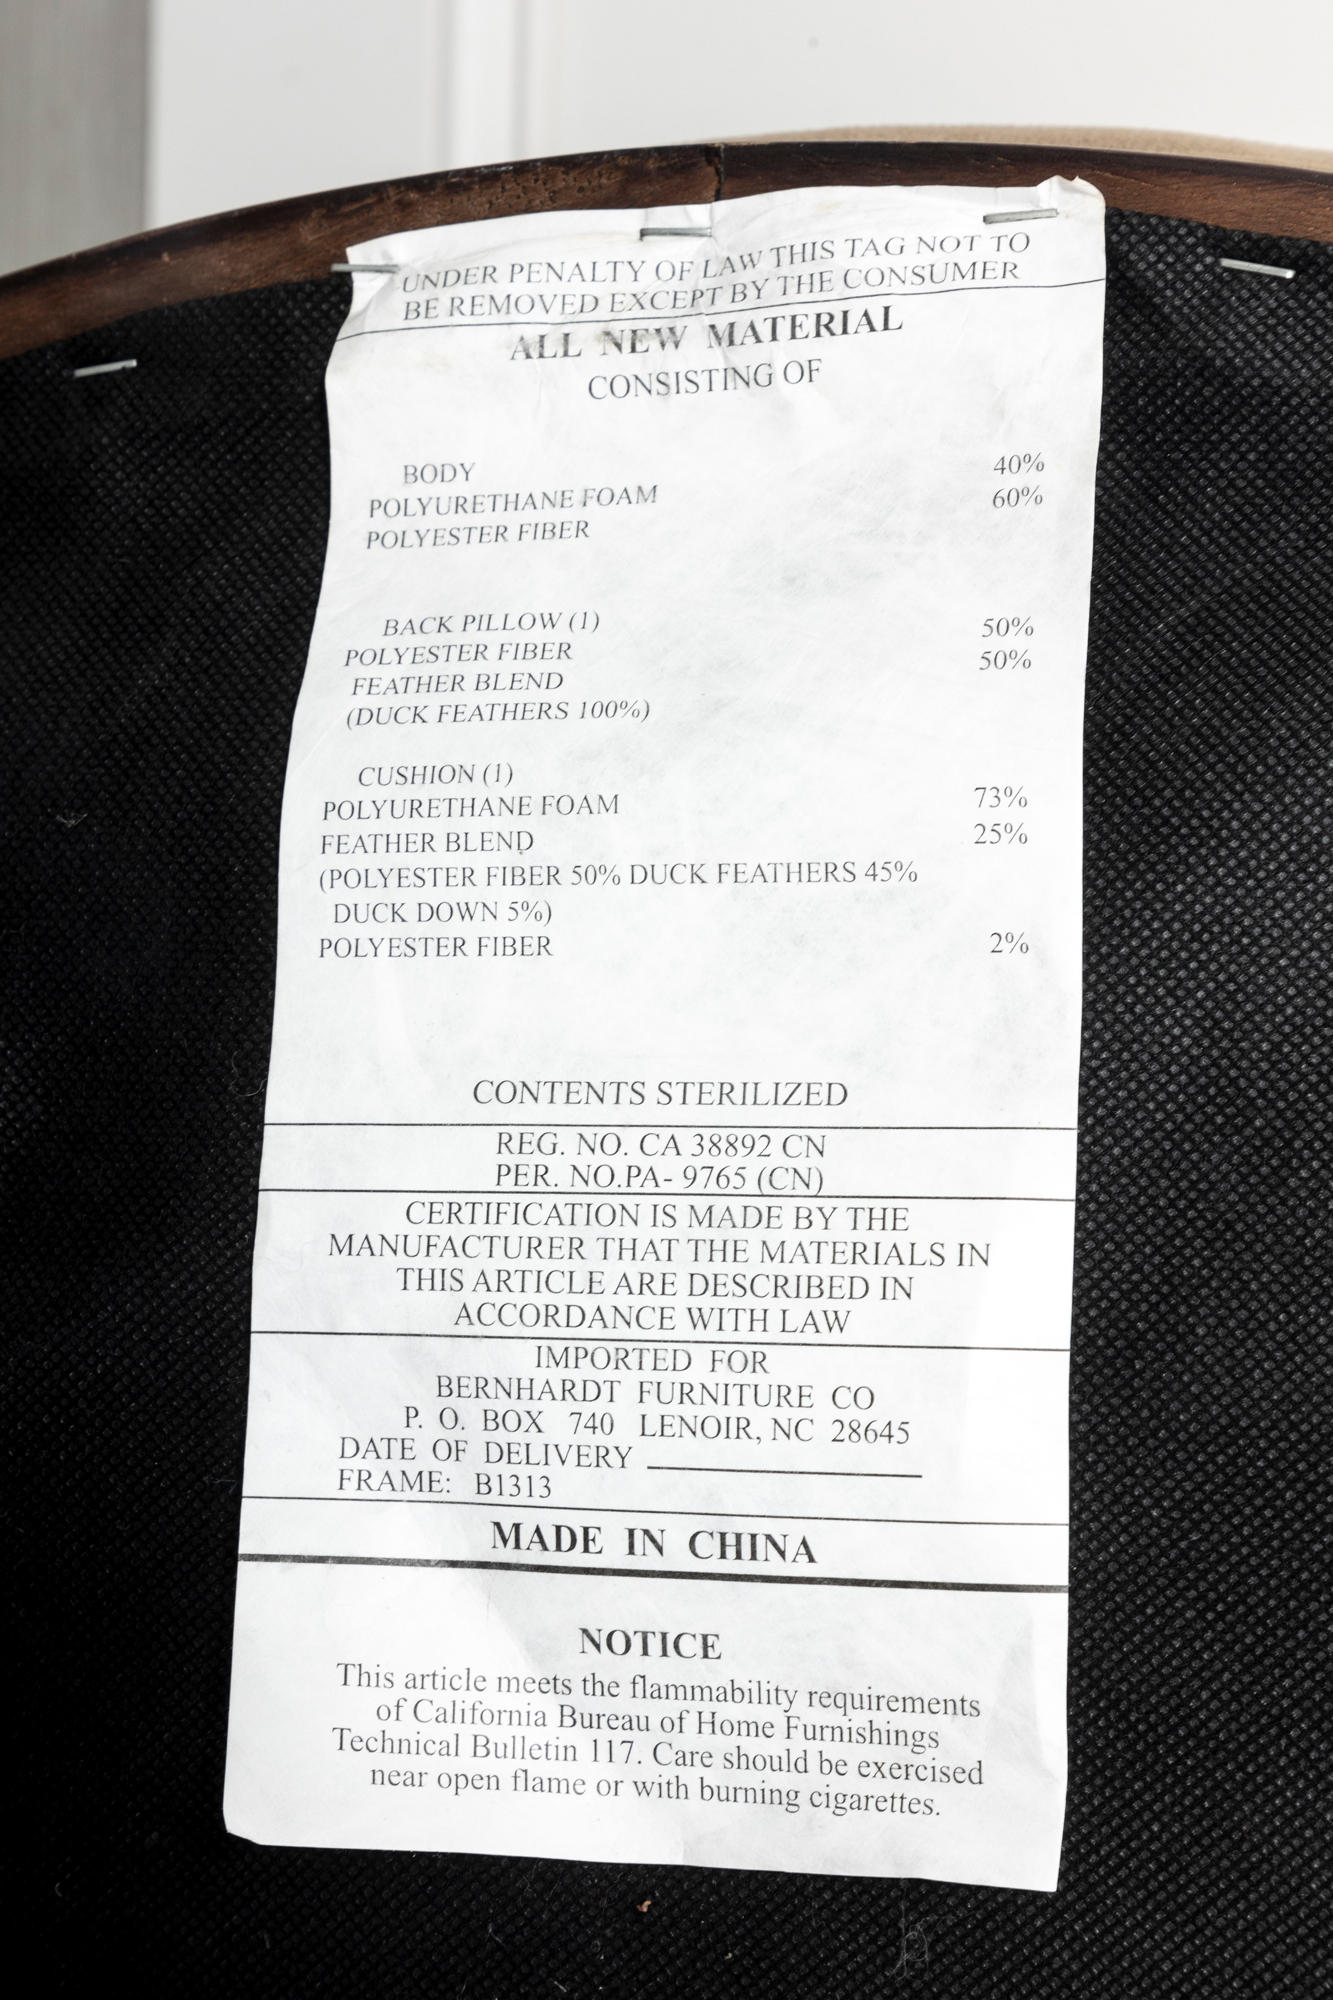 UNDER PENALTY OF LAW THIS TAG NOT TO
BE REMOVED EXCEPT BY THE CONSUMER
ALL NEW MATERIAL
CONSISTING OF
BODY 40%
POLYURETHANE FOAM 60%
POLYESTER FIBER
BACK PILLOW (1) 50%
POLYESTER FIBER 50%
FEATHER BLEND
(DUCK FEATHERS 100%)
CUSHION (1)
POLYURETHANE FOAM 73%
FEATHER BLEND 25%
(POLYESTER FIBER 50% DUCK FEATHERS 45%
DUCK DOWN 5%)
POLYESTER FIBER 2%
CONTENTS STERILIZED
REG. NO. CA 38892 CN
PER. NO.PA- 9765 (CN)
CERTIFICATION IS MADE BY THE
MANUFACTURER THAT THE MATERIALS IN
THIS ARTICLE ARE DESCRIBED IN
ACCORDANCE WITH LAW
IMPORTED FOR
BERNHARDT FURNITURE CO
P. O. BOX 740 LENOIR, NC 28645
DATE OF DELIVERY
FRAME: B1313
MADE IN CHINA
NOTICE
This article meets the flammability requirements
of California Bureau of Home Furnishings
Technical Bulletin 117. Care should be exercised
near open flame or with burning cigarettes.